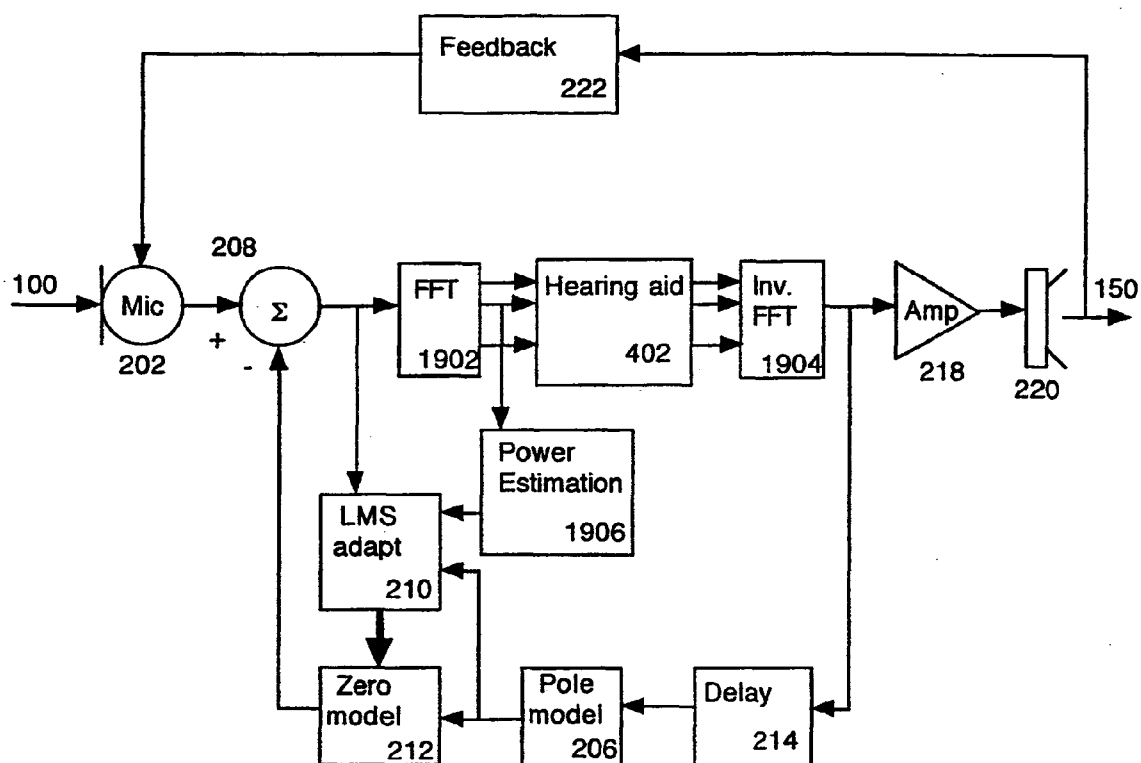 Feedback
222
208
100
Mic
Σ
+
-
202
FFT
1902
Hearing aid
402
Inv.
FFT
1904
Amp
218
220
150
Power
Estimation
1906
LMS
adapt
210
Zero
model
212
Pole
model
206
Delay
214